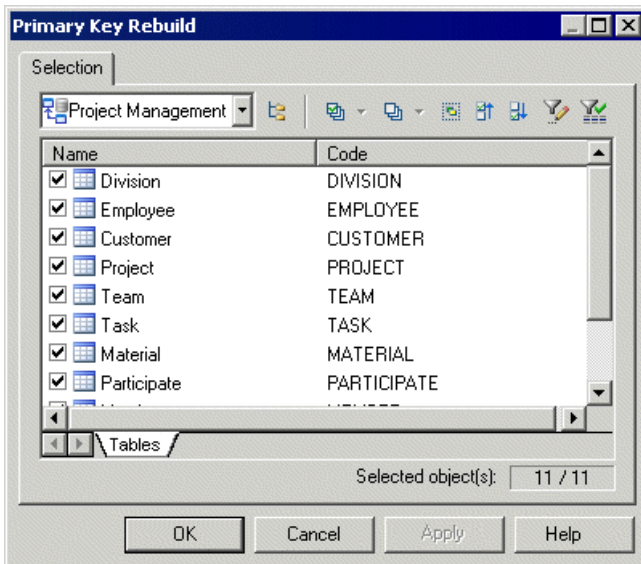 Primary Key Rebuild
Selection
Project Management
Name Code
Division DIVISION
Employee EMPLOYEE
Customer CUSTOMER
Project PROJECT
Team TEAM
Task TASK
Material MATERIAL
Participate PARTICIPATE
Tables
Selected object(s): 11 / 11
OK Cancel Apply Help